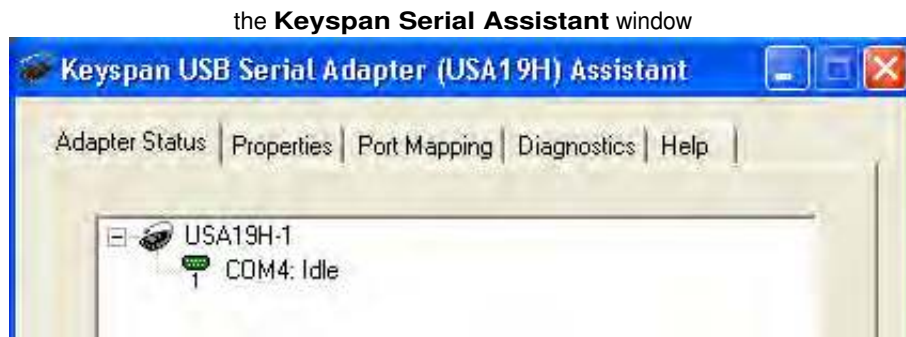 the Keyspan Serial Assistant window
Keyspan USB Serial Adapter (USA19H) Assistant
Adapter Status Properties Port Mapping Diagnostics Help
USA19H-1
1 COM4: Idle